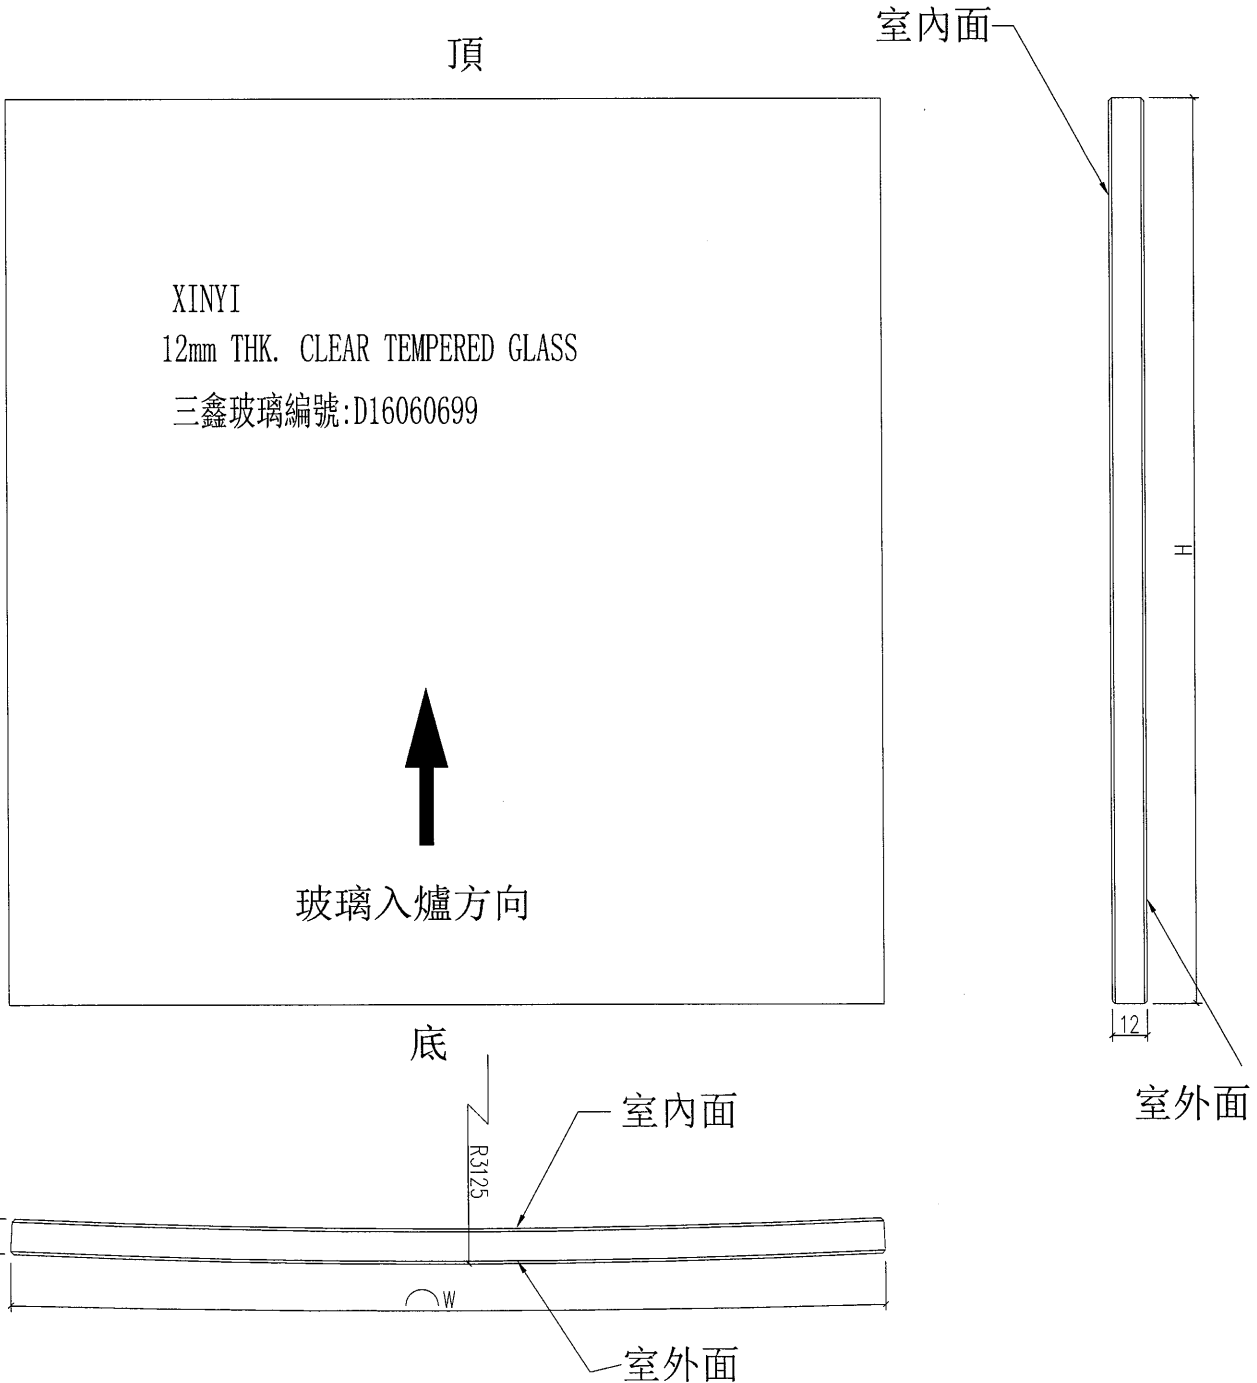 頂
室內面
XINYI
12mm THK. CLEAR TEMPERED GLASS
三鑫玻璃編號:D16060699
H
玻璃入爐方向
12
底
室外面
室內面
R3125
W
室外面